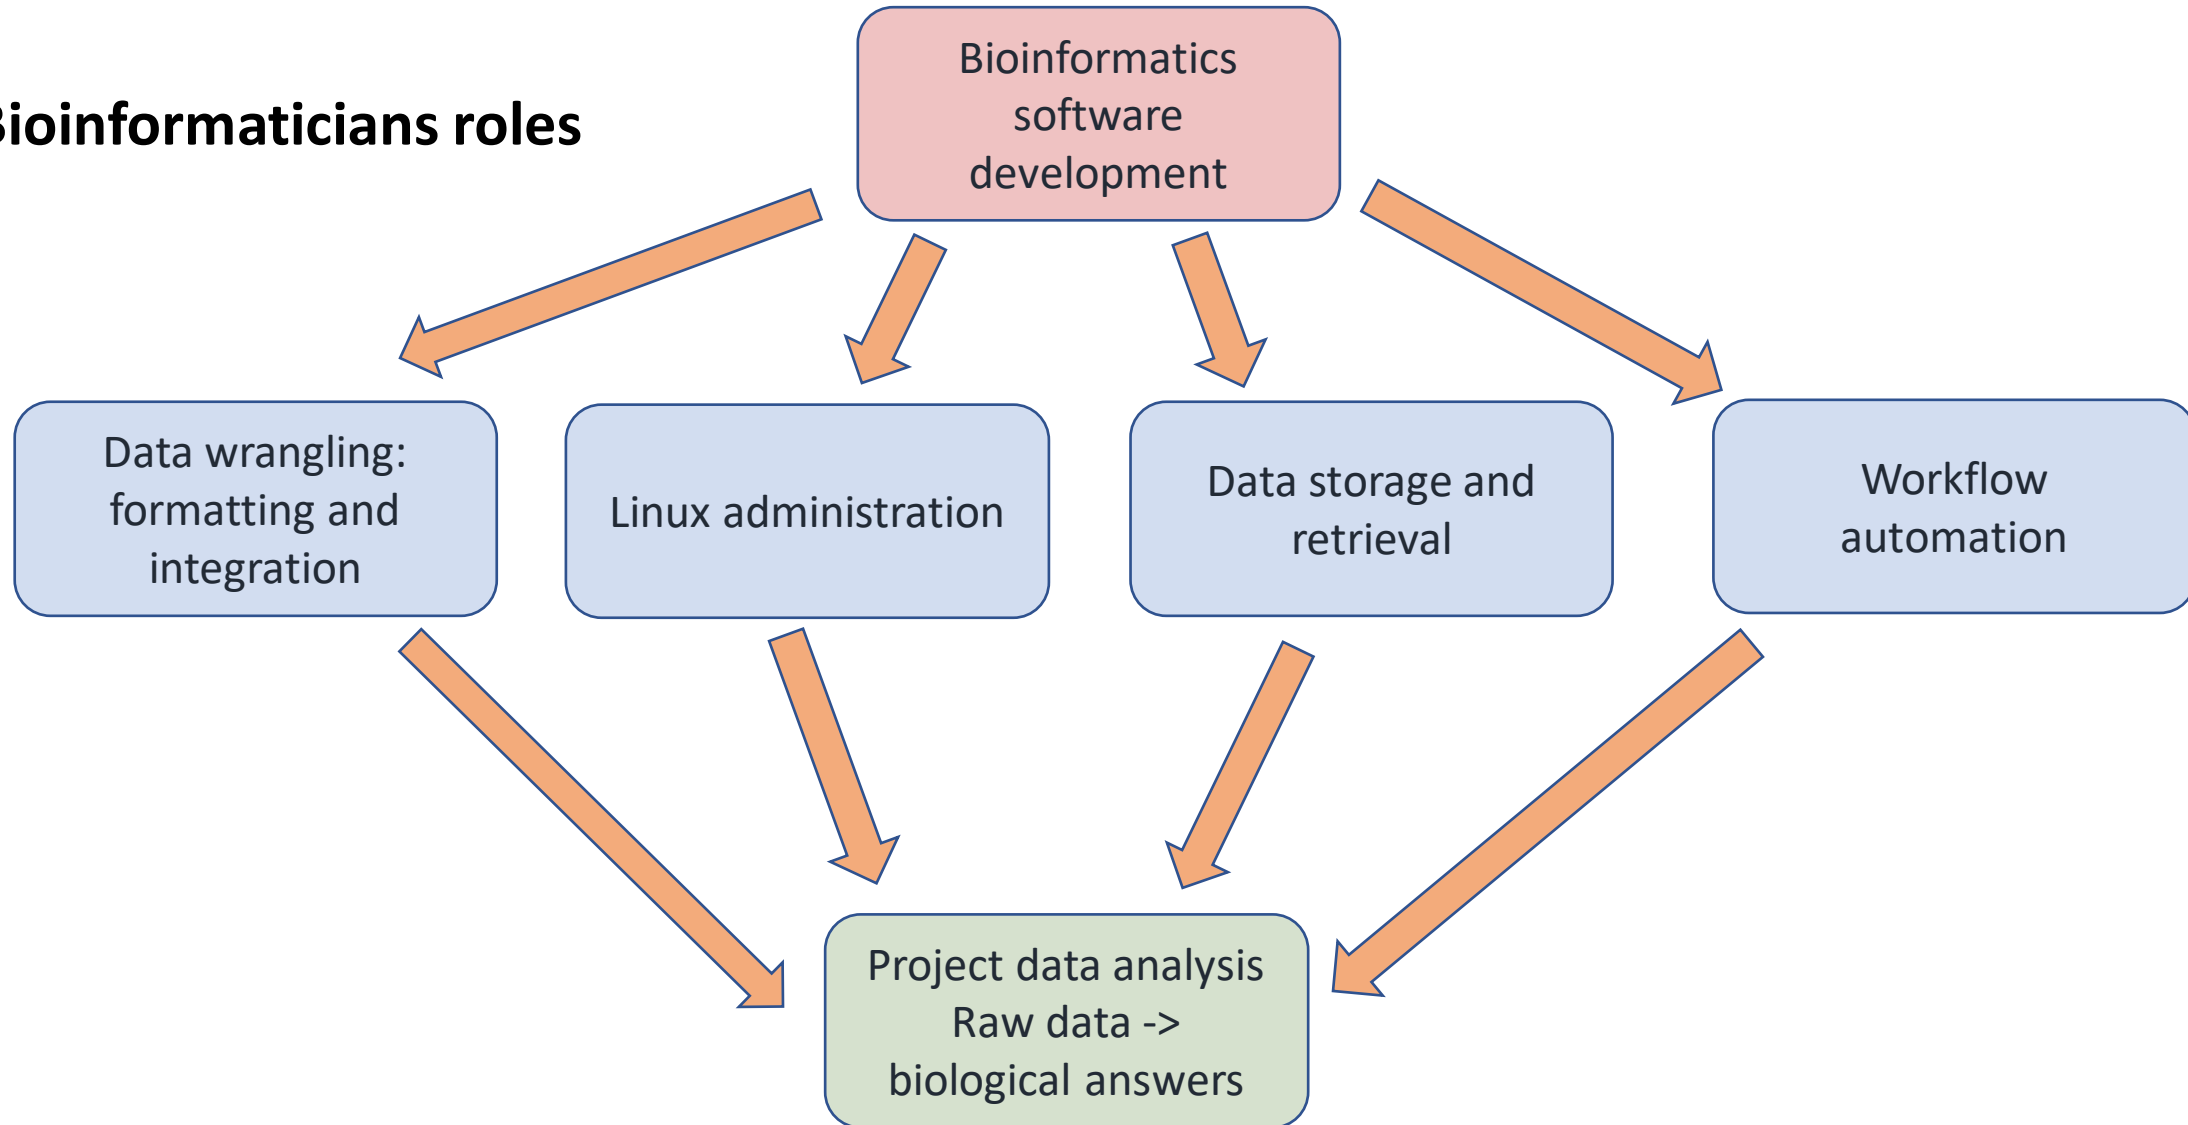 Bioinformaticians roles
Bioinformatics
software
development
Data wrangling:
formatting and
integration
Linux administration
Data storage and
retrieval
Workflow
automation
Project data analysis
Raw data ->
biological answers